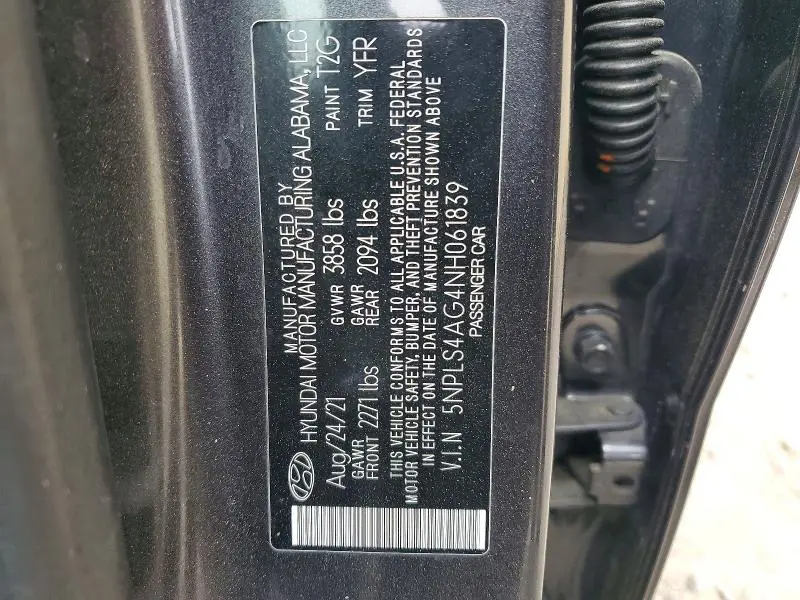 MANUFACTURED BY
HYUNDAI MOTOR MANUFACTURING ALABAMA, LLC
Aug/24/21 GVWR 3858 lbs PAINT T2G
GAWR FRONT 2271 lbs GAWR REAR 2094 lbs TRIM YFR
THIS VEHICLE CONFORMS TO ALL APPLICABLE U.S.A. FEDERAL
MOTOR VEHICLE SAFETY, BUMPER, AND THEFT PREVENTION STANDARDS
IN EFFECT ON THE DATE OF MANUFACTURE SHOWN ABOVE
V.I.N 5NPLS4AG4NH061839
PASSENGER CAR